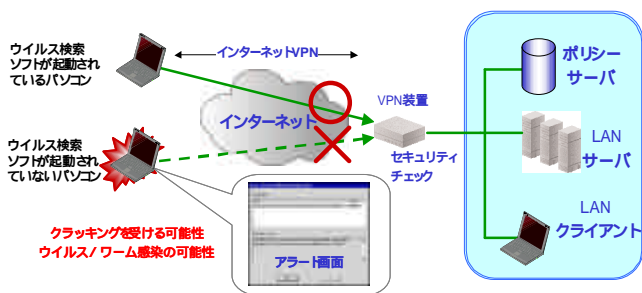 ウイルス検索
ソフトが起動され
ているパソコン
インターネットVPN
インターネット
VPN装置
セキュリティ
チェック
ウイルス検索
ソフトが起動され
ていないパソコン
クラッキングを受ける可能性
ウイルス/ワーム感染の可能性
アラート画面
ポリシー
サーバ
LAN
サーバ
LAN
クライアント